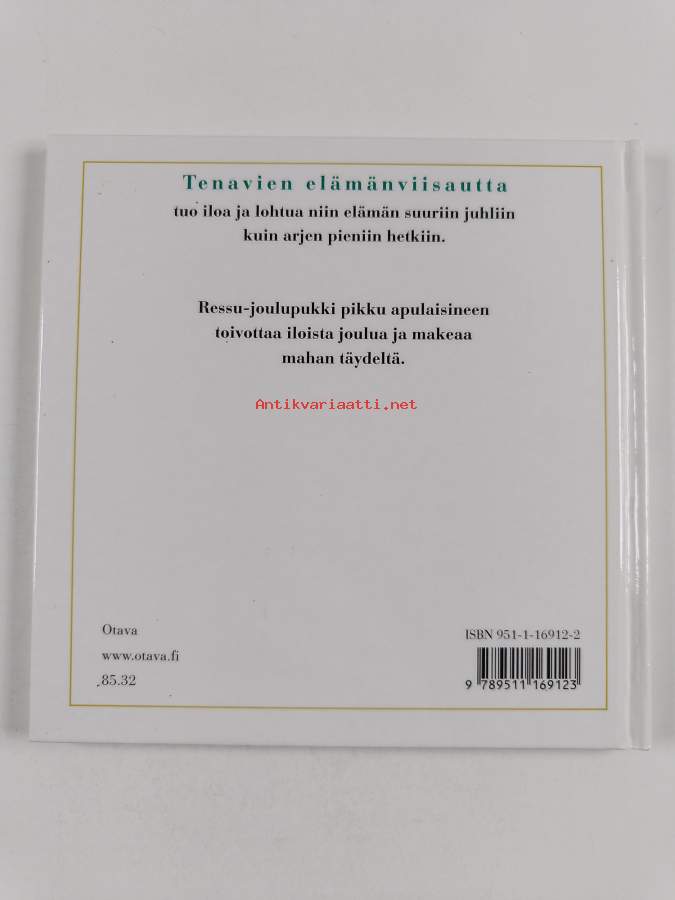 Tenavien elämänviisautta
tuo iloa ja lohtua niin elämän suuriin juhliin
kuin arjen pieniin hetkiin.
Ressu-joulupukki pikku apulaisineen
toivottaa iloista joulua ja makeaa
mahan täydeltä.
Antikvariaatti.net
Otava
www.otava.fi
85.32
ISBN 951-1-16912-2
9 789511 169123